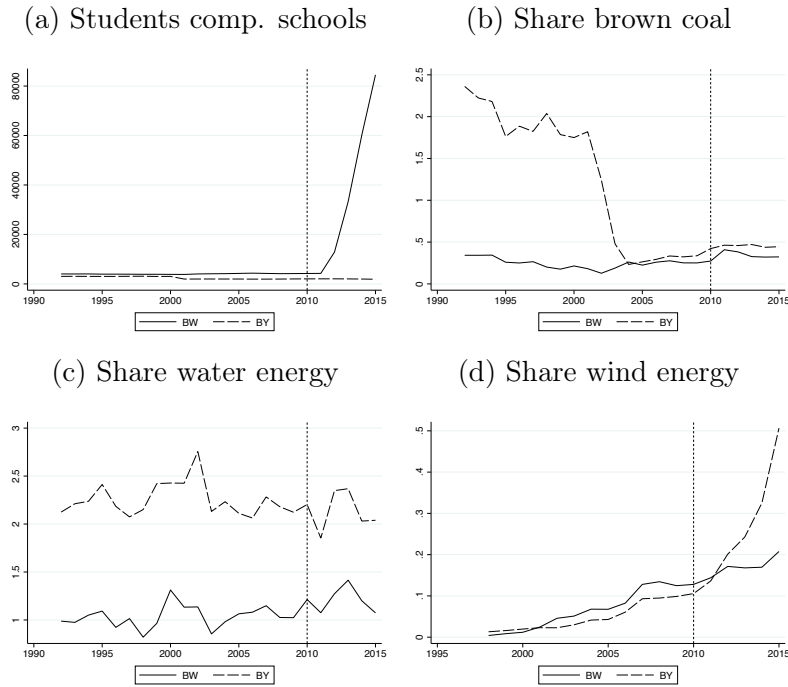 (a) Students comp. schools
(b) Share brown coal
80000
60000
40000
20000
0
1990 1995 2000 2005 2010 2015
BW BY
2.5
2
1.5
1
.5
0
1990 1995 2000 2005 2010 2015
BW BY
(c) Share water energy
(d) Share wind energy
3
2.5
2
1.5
1
1990 1995 2000 2005 2010 2015
BW BY
.5
.4
.3
.2
.1
0
1995 2000 2005 2010 2015
BW BY